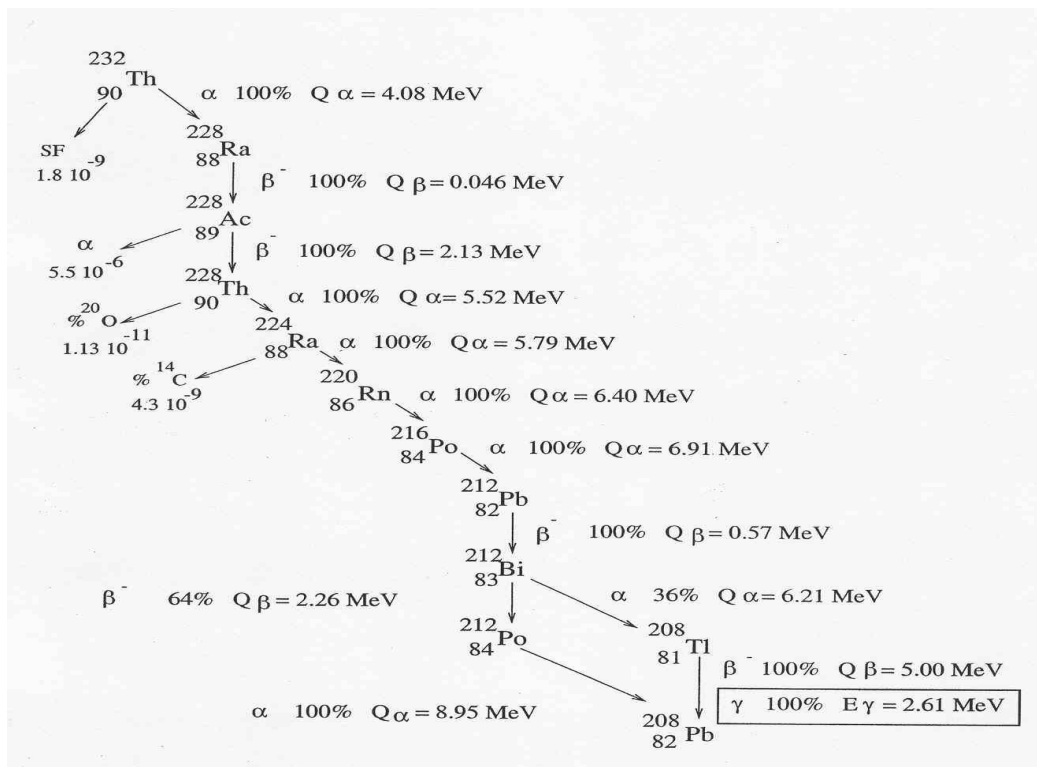 232
90 Th
α 100% Q α = 4.08 MeV
SF
1.8 10 -9
228
88 Ra
β - 100% Q β = 0.046 MeV
228
89 Ac
α
5.5 10 -6
β - 100% Q β = 2.13 MeV
228
90 Th
α 100% Q α = 5.52 MeV
% 20 O
1.13 10 -11
224
88 Ra
α 100% Q α = 5.79 MeV
% 14 C
4.3 10 -9
220
86 Rn
α 100% Q α = 6.40 MeV
216
84 Po
α 100% Q α = 6.91 MeV
212
82 Pb
β - 100% Q β = 0.57 MeV
212
83 Bi
β - 64% Q β = 2.26 MeV
α 36% Q α = 6.21 MeV
212
84 Po
208
81 Tl
β - 100% Q β = 5.00 MeV
γ 100% E γ = 2.61 MeV
α 100% Q α = 8.95 MeV
208
82 Pb